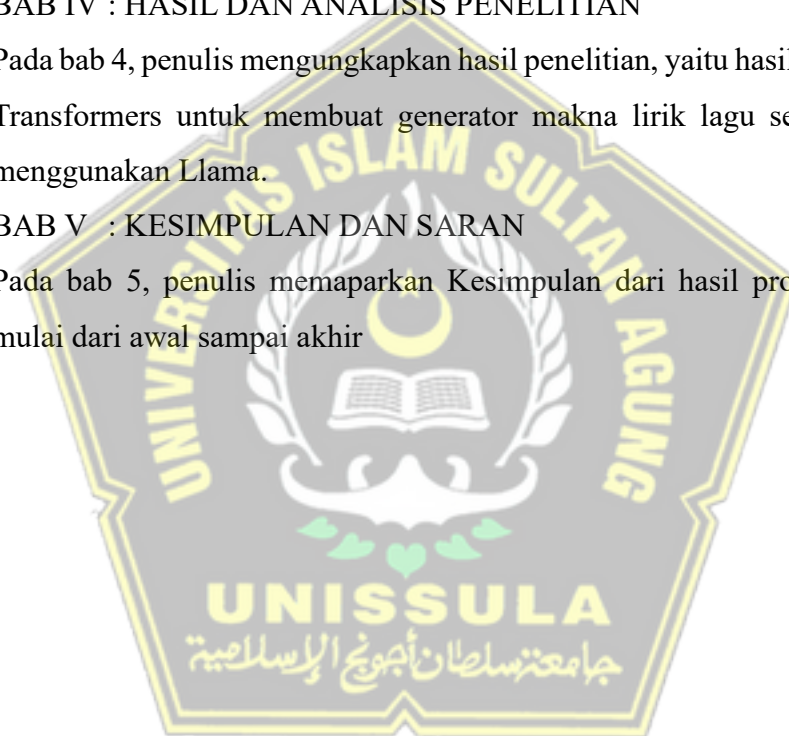 BAB IV : HASIL DAN ANALISIS PENELITIAN
Pada bab 4, penulis mengungkapkan hasil penelitian, yaitu hasil
Transformers untuk membuat generator makna lirik lagu se
menggunakan Llama.
BAB V : KESIMPULAN DAN SARAN
Pada bab 5, penulis memaparkan Kesimpulan dari hasil pro
mulai dari awal sampai akhir
UNIVERSITAS ISLAM SULTAN AGUNG
UNISSULA
جامعتنسلطان أجونج الإسلامية